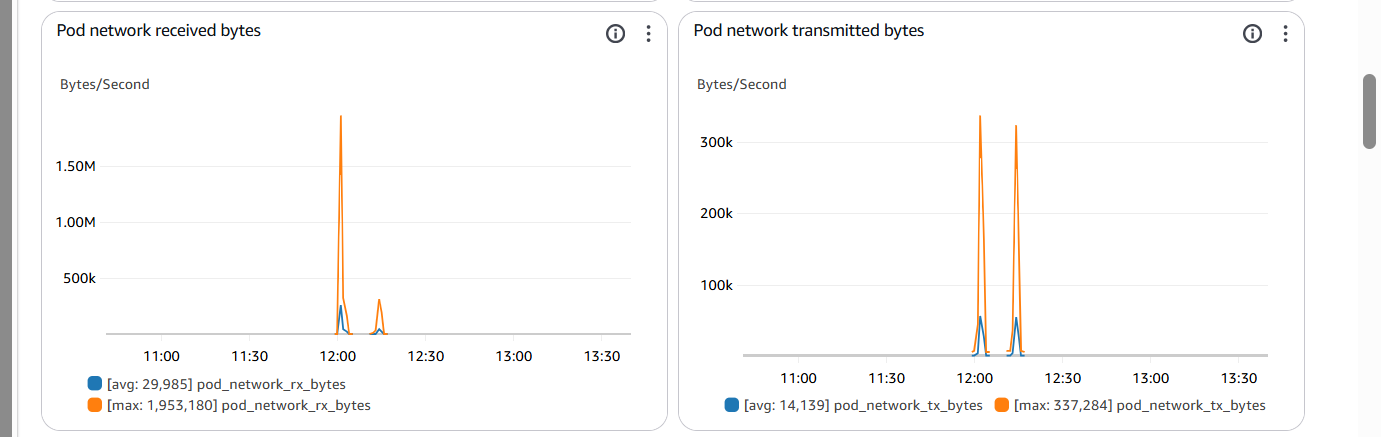 Pod network received bytes
Bytes/Second
1.50M
1.00M
500k
11:00 11:30 12:00 12:30 13:00 13:30
[avg: 29,985] pod_network_rx_bytes
[max: 1,953,180] pod_network_rx_bytes
Pod network transmitted bytes
Bytes/Second
300k
200k
100k
11:00 11:30 12:00 12:30 13:00 13:30
[avg: 14,139] pod_network_tx_bytes [max: 337,284] pod_network_tx_bytes